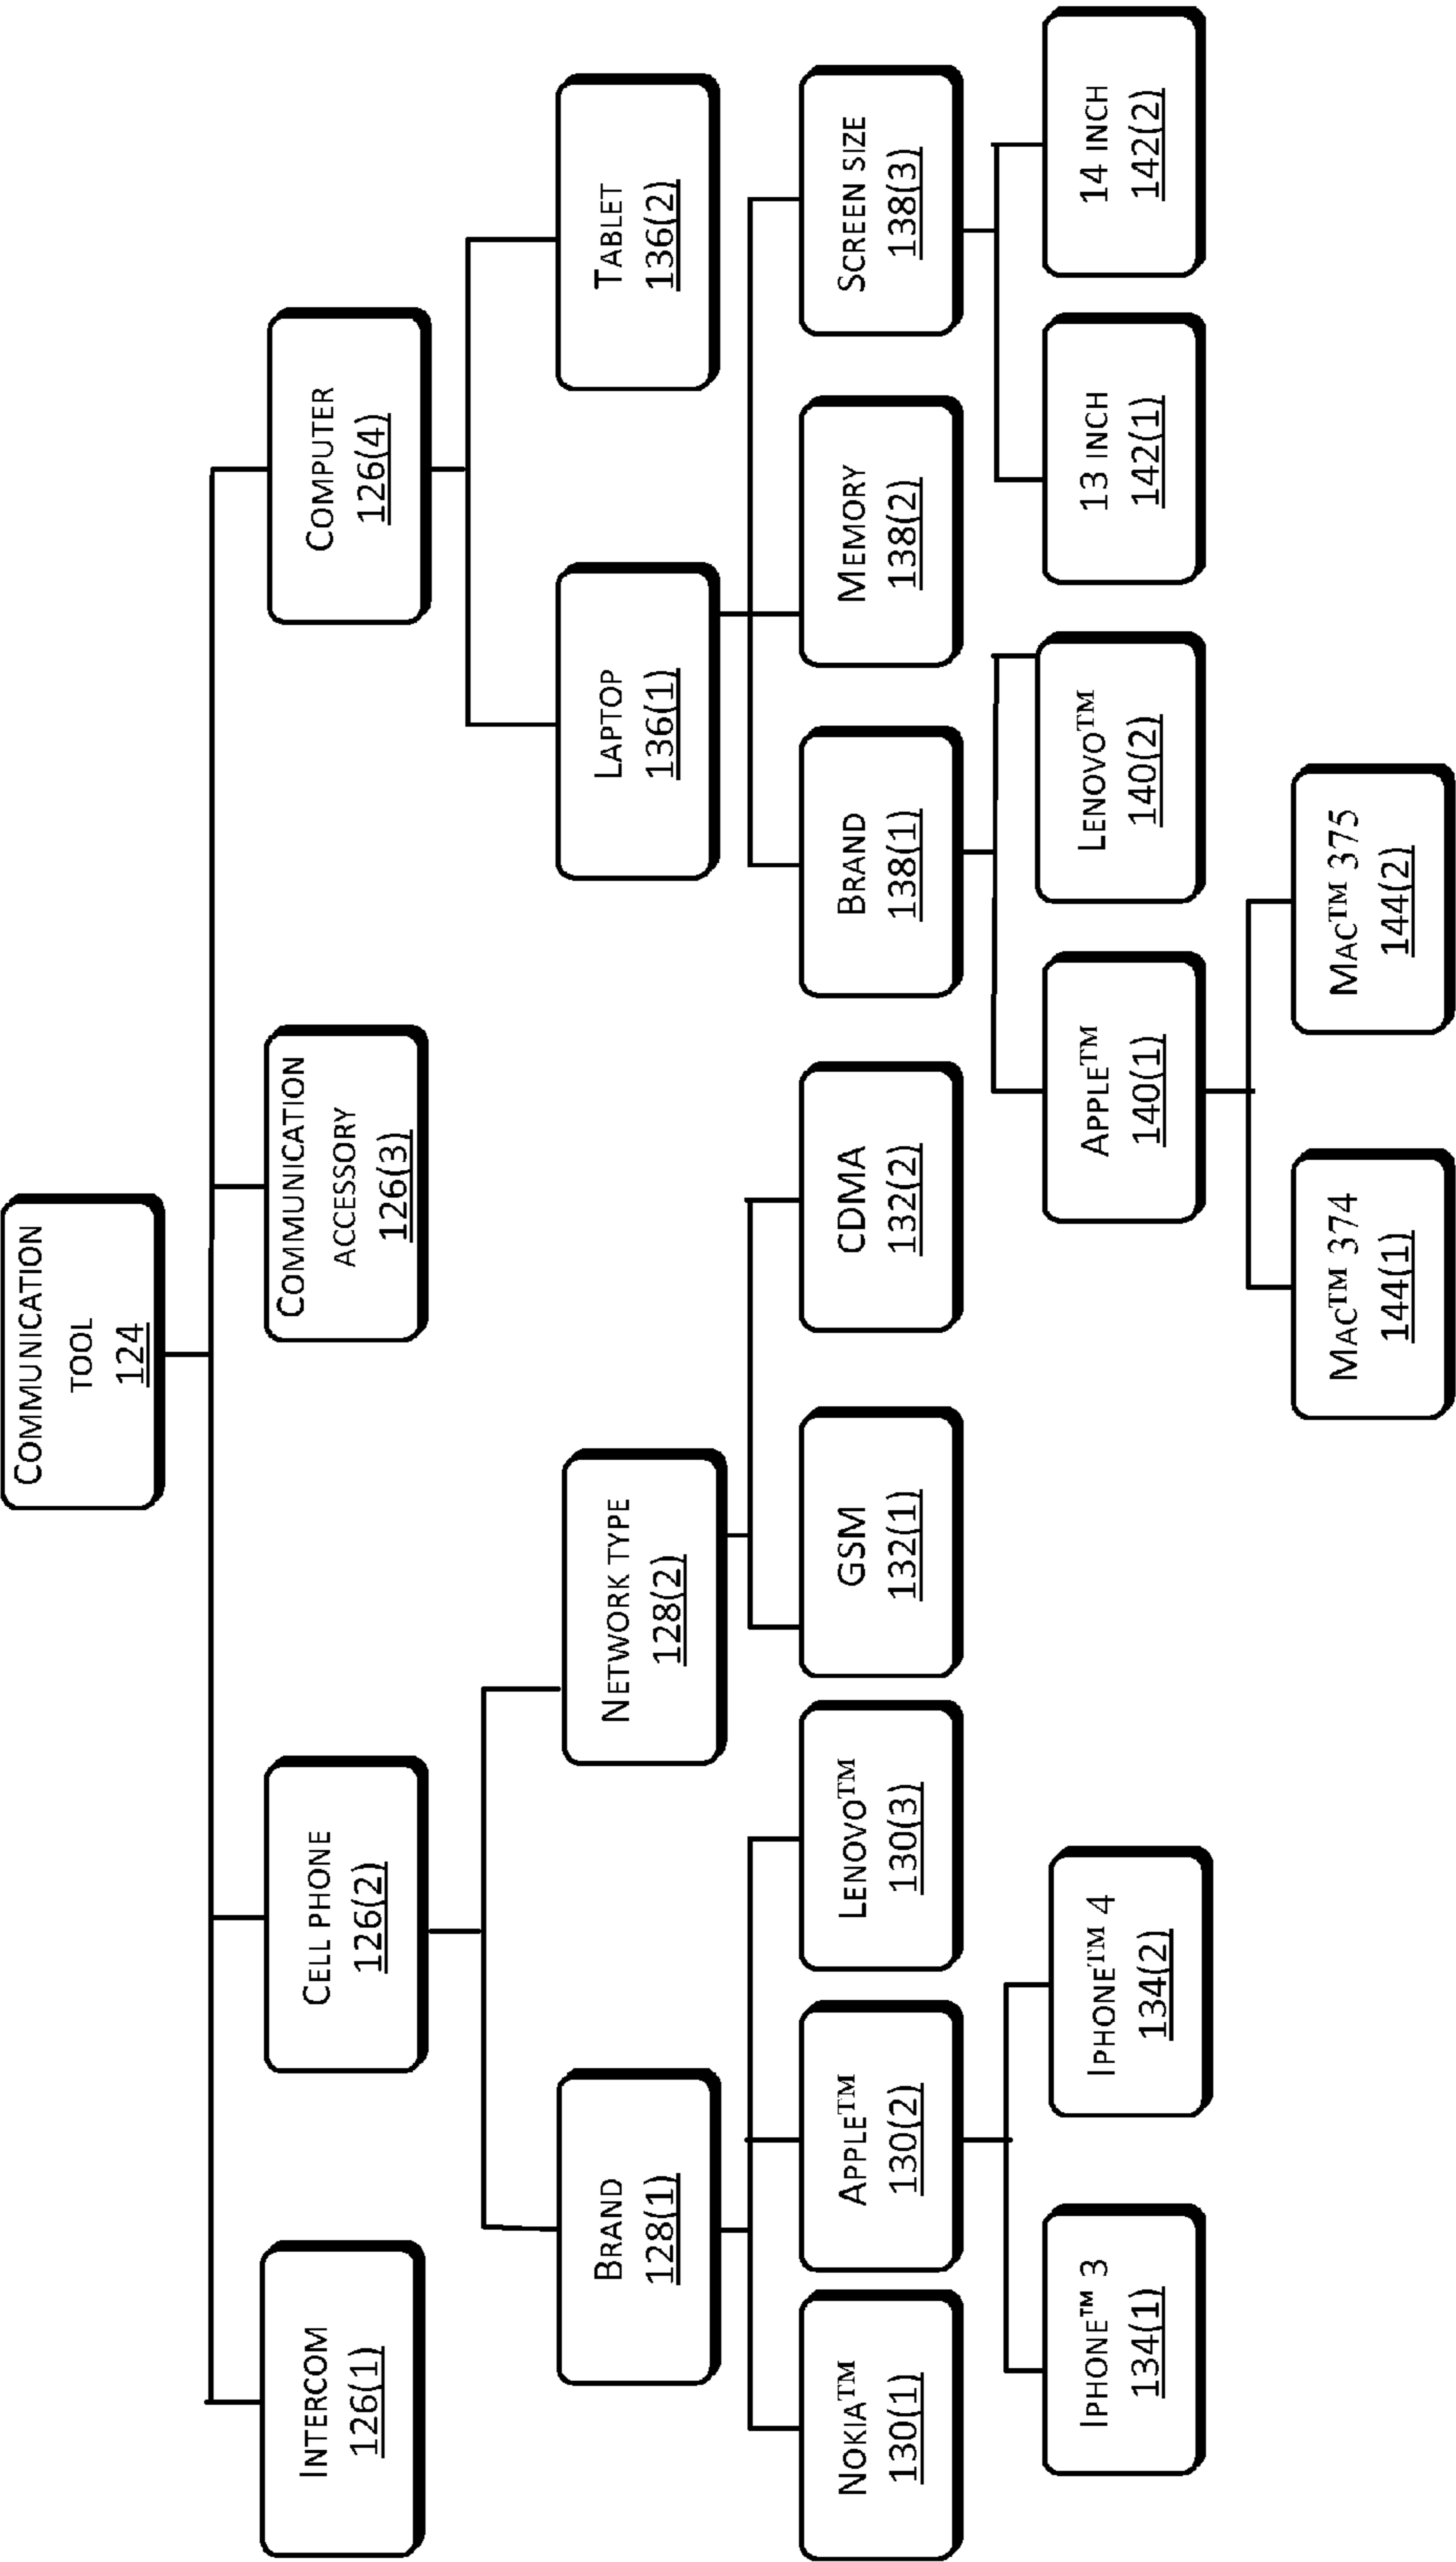 COMMUNICATION
TOOL
124
INTERCOM
126(1)
CELL PHONE
126(2)
COMMUNICATION
ACCESSORY
126(3)
COMPUTER
126(4)
BRAND
128(1)
NETWORK TYPE
128(2)
LAPTOP
136(1)
TABLET
136(2)
NOKIA™
130(1)
APPLE™
130(2)
LENOVO™
130(3)
GSM
132(1)
CDMA
132(2)
BRAND
138(1)
MEMORY
138(2)
SCREEN SIZE
138(3)
IPHONE™ 3
134(1)
IPHONE™ 4
134(2)
APPLE™
140(1)
LENOVO™
140(2)
13 INCH
142(1)
14 INCH
142(2)
MAC™ 374
144(1)
MAC™ 375
144(2)